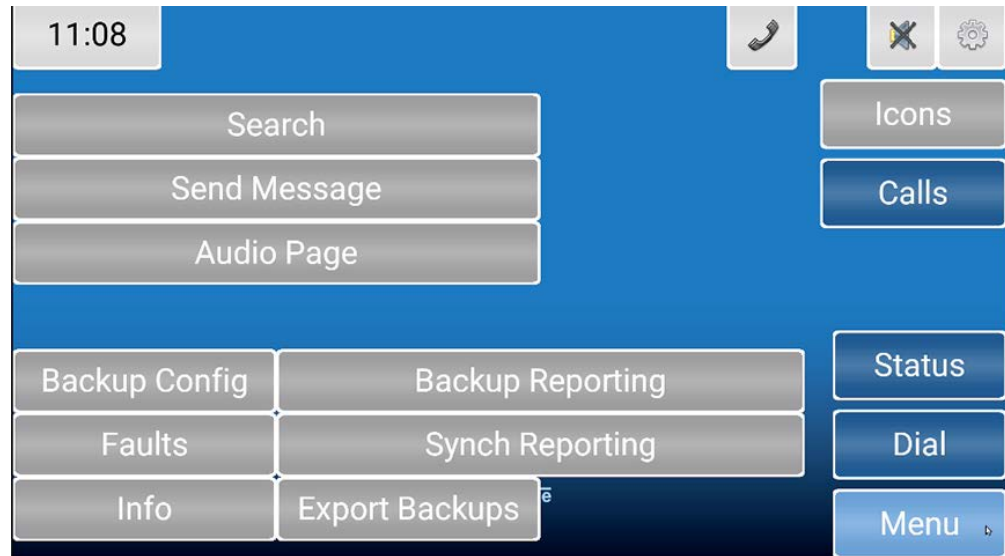 11:08
Icons
Search
Calls
Send Message
Audio Page
Status
Backup Config
Backup Reporting
Dial
Faults
Synch Reporting
Menu
Info
Export Backups
e